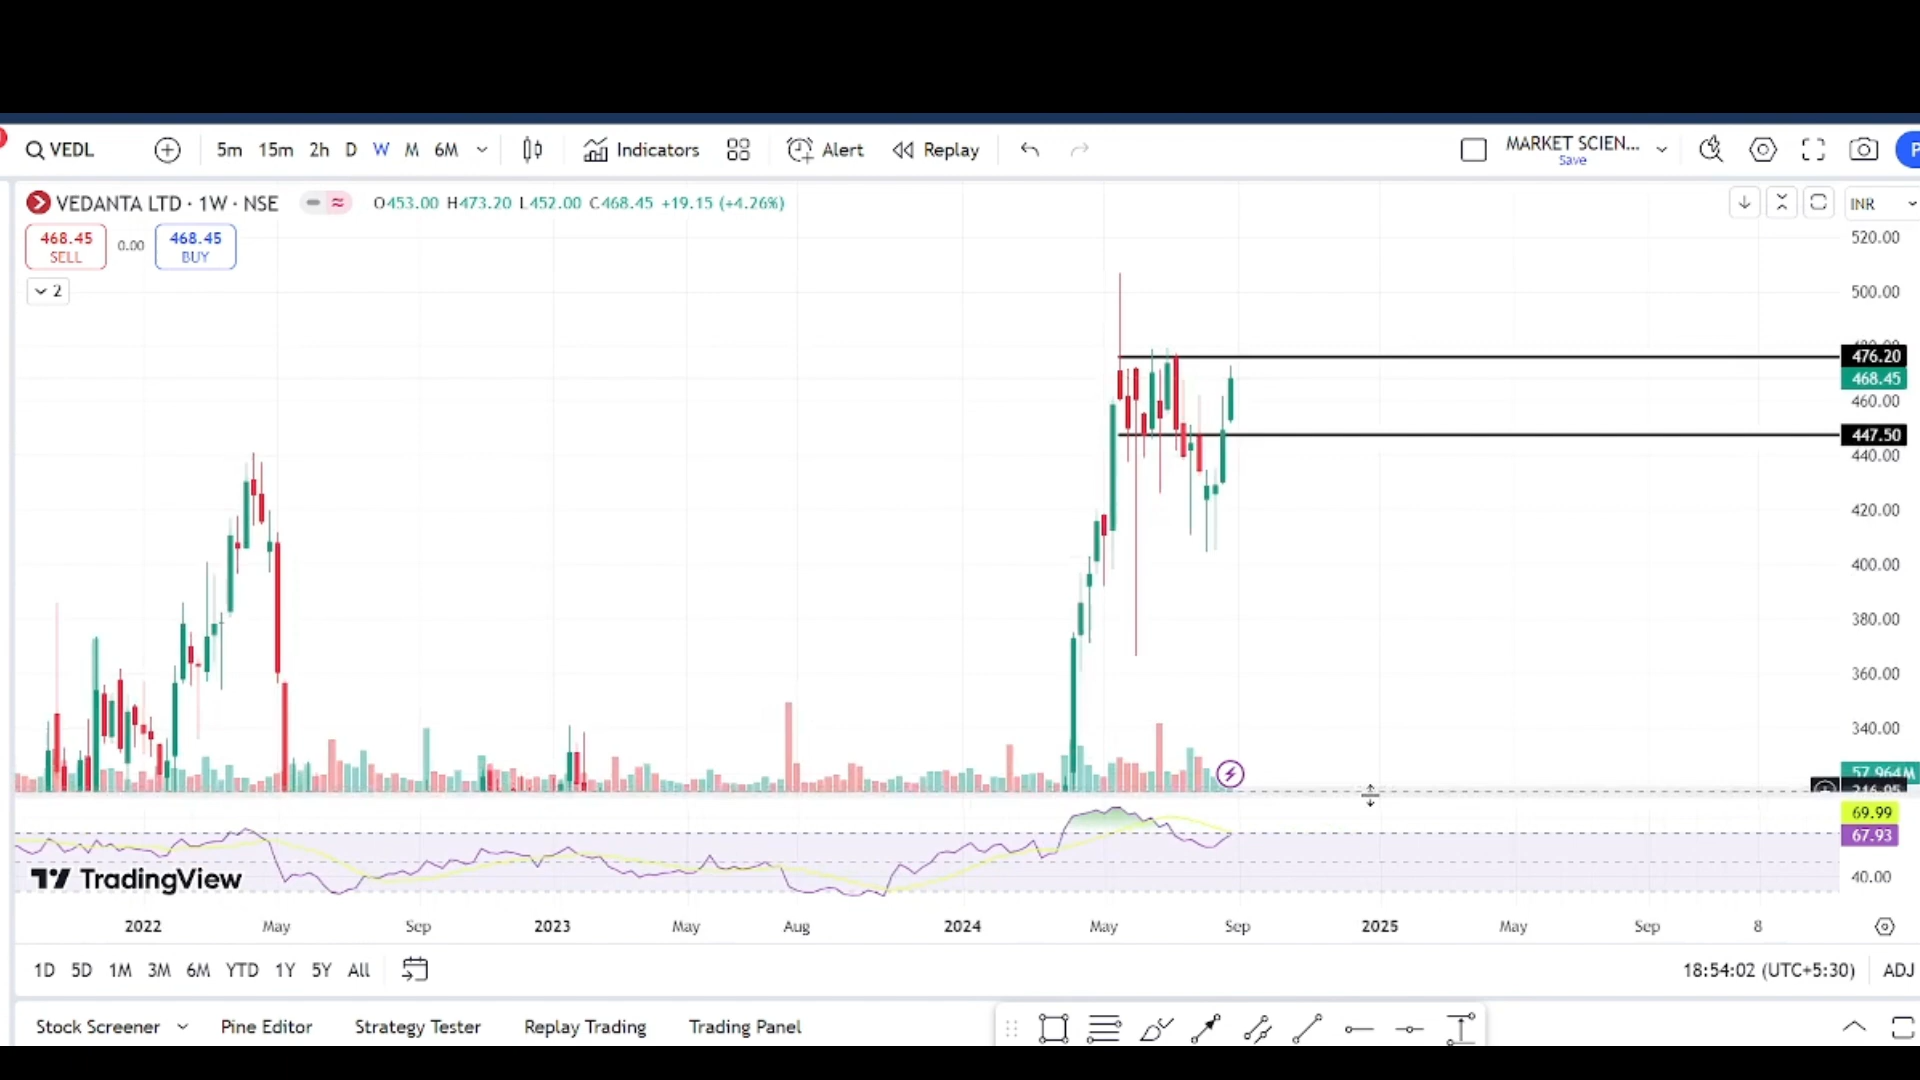 VEDL
5m 15m 2h D W M 6M
Indicators
Alert
Replay
MARKET SCIEN...
Save
P
VEDANTA LTD · 1W · NSE
O453.00 H473.20 L452.00 C468.45 +19.15 (+4.26%)
INR
468.45
SELL
0.00
468.45
BUY
2
520.00
500.00
476.20
468.45
460.00
447.50
440.00
420.00
400.00
380.00
360.00
340.00
57.964M
69.99
67.93
40.00
TradingView
2022 May Sep 2023 May Aug 2024 May Sep 2025 May Sep 8
1D 5D 1M 3M 6M YTD 1Y 5Y All
18:54:02 (UTC+5:30)
ADJ
Stock Screener
Pine Editor
Strategy Tester
Replay Trading
Trading Panel